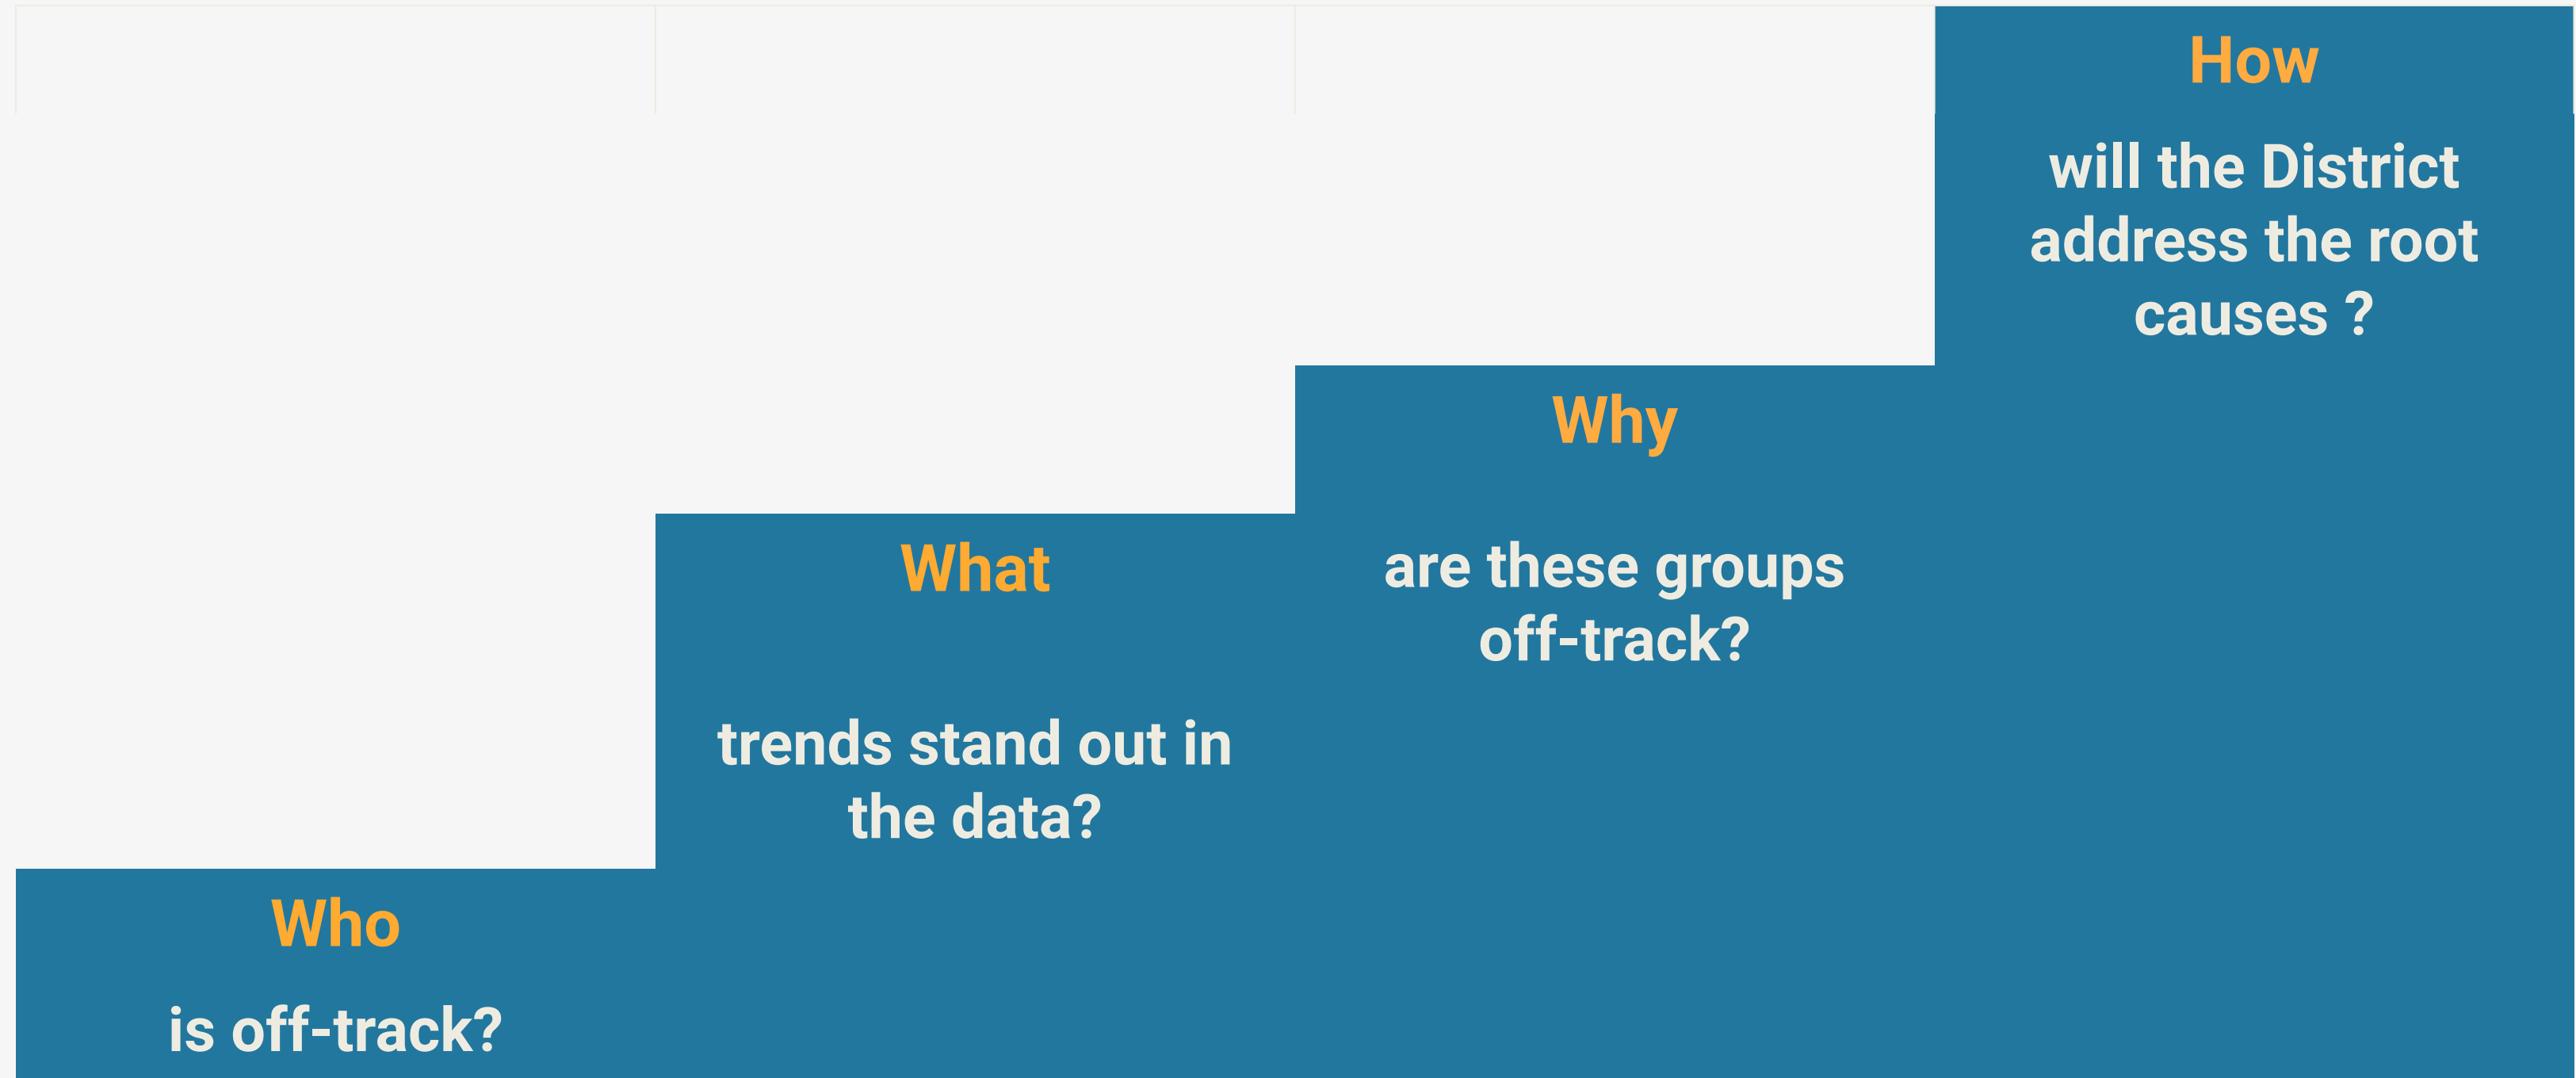 Who
is off-track?
What
trends stand out in
the data?
Why
are these groups
off-track?
How
will the District
address the root
causes ?